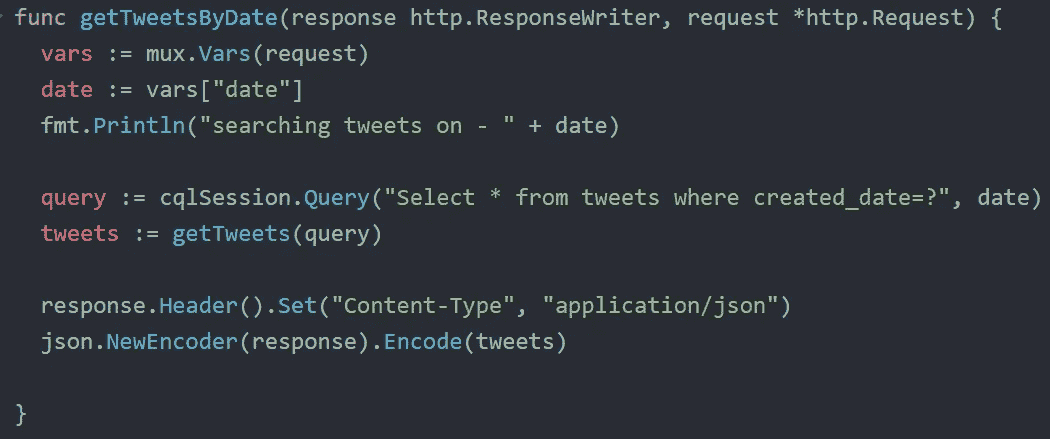 func getTweetsByDate(response http.ResponseWriter, request *http.Request) {
  vars := mux.Vars(request)
  date := vars["date"]
  fmt.Println("searching tweets on - " + date)

  query := cqlSession.Query("Select * from tweets where created_date=?", date)
  tweets := getTweets(query)

  response.Header().Set("Content-Type", "application/json")
  json.NewEncoder(response).Encode(tweets)

}